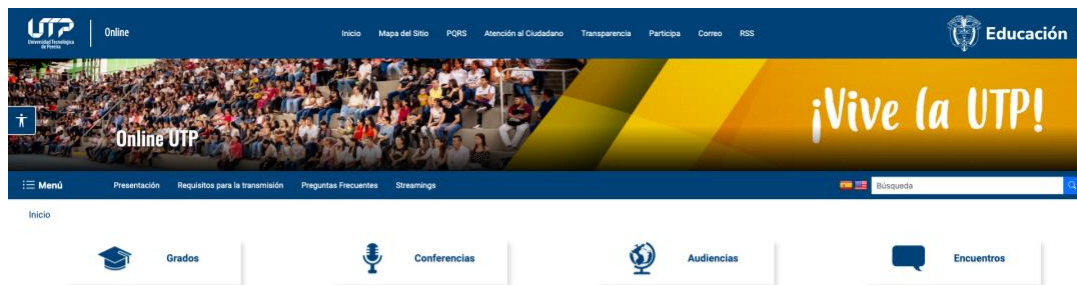 UTP
Universidad Tecnológica
de Pereira
Online
Inicio Mapa del Sitio PQRS Atención al Ciudadano Transparencia Participa Correo RSS
Educación
Online UTP
¡Vive la UTP!
Menú Presentación Requisitos para la transmisión Preguntas Frecuentes Streamings Búsqueda
Inicio
Grados Conferencias Audiencias Encuentros